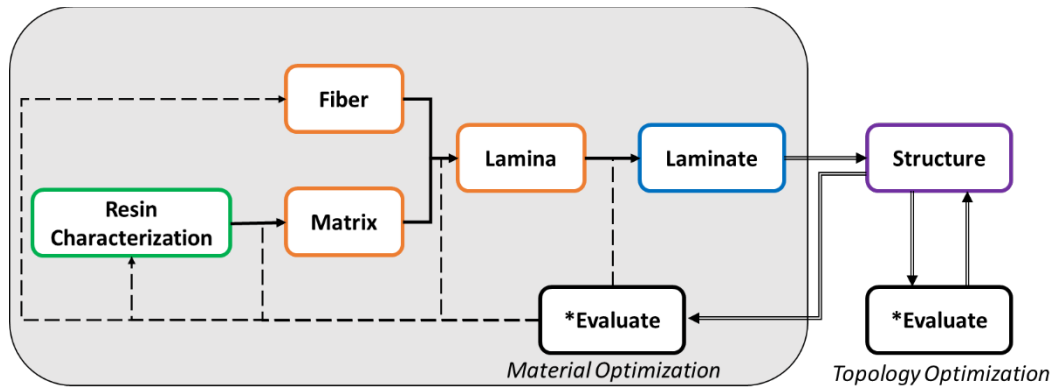 Fiber
Lamina
Laminate
Structure
Resin
Characterization
Matrix
*Evaluate
*Evaluate
Material Optimization
Topology Optimization